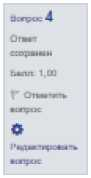 Вопрос 4
Ответ
сохранен
Балл: 1,00
Отметить
вопрос
Редактировать
вопрос